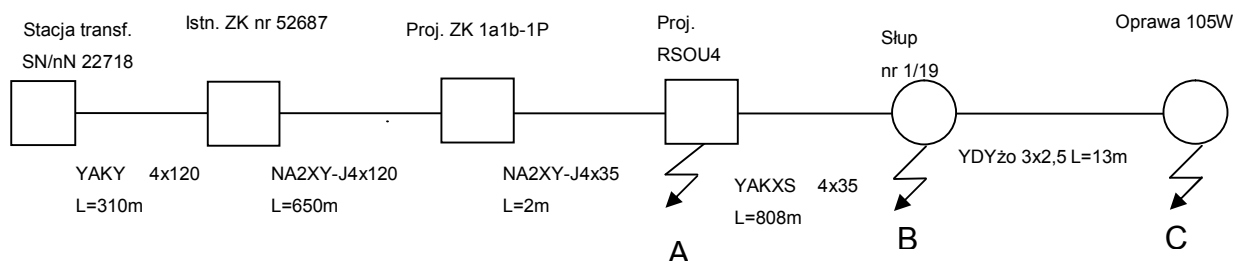 Stacja transf.
SN/nN 22718
Istn. ZK nr 52687
Proj. ZK 1a1b-1P
Proj.
RSOU4
Słup
nr 1/19
Oprawa 105W
YAKY 4x120
L=310m
NA2XY-J4x120
L=650m
NA2XY-J4x35
L=2m
YAKXS 4x35
L=808m
YDYżo 3x2,5 L=13m
A
B
C